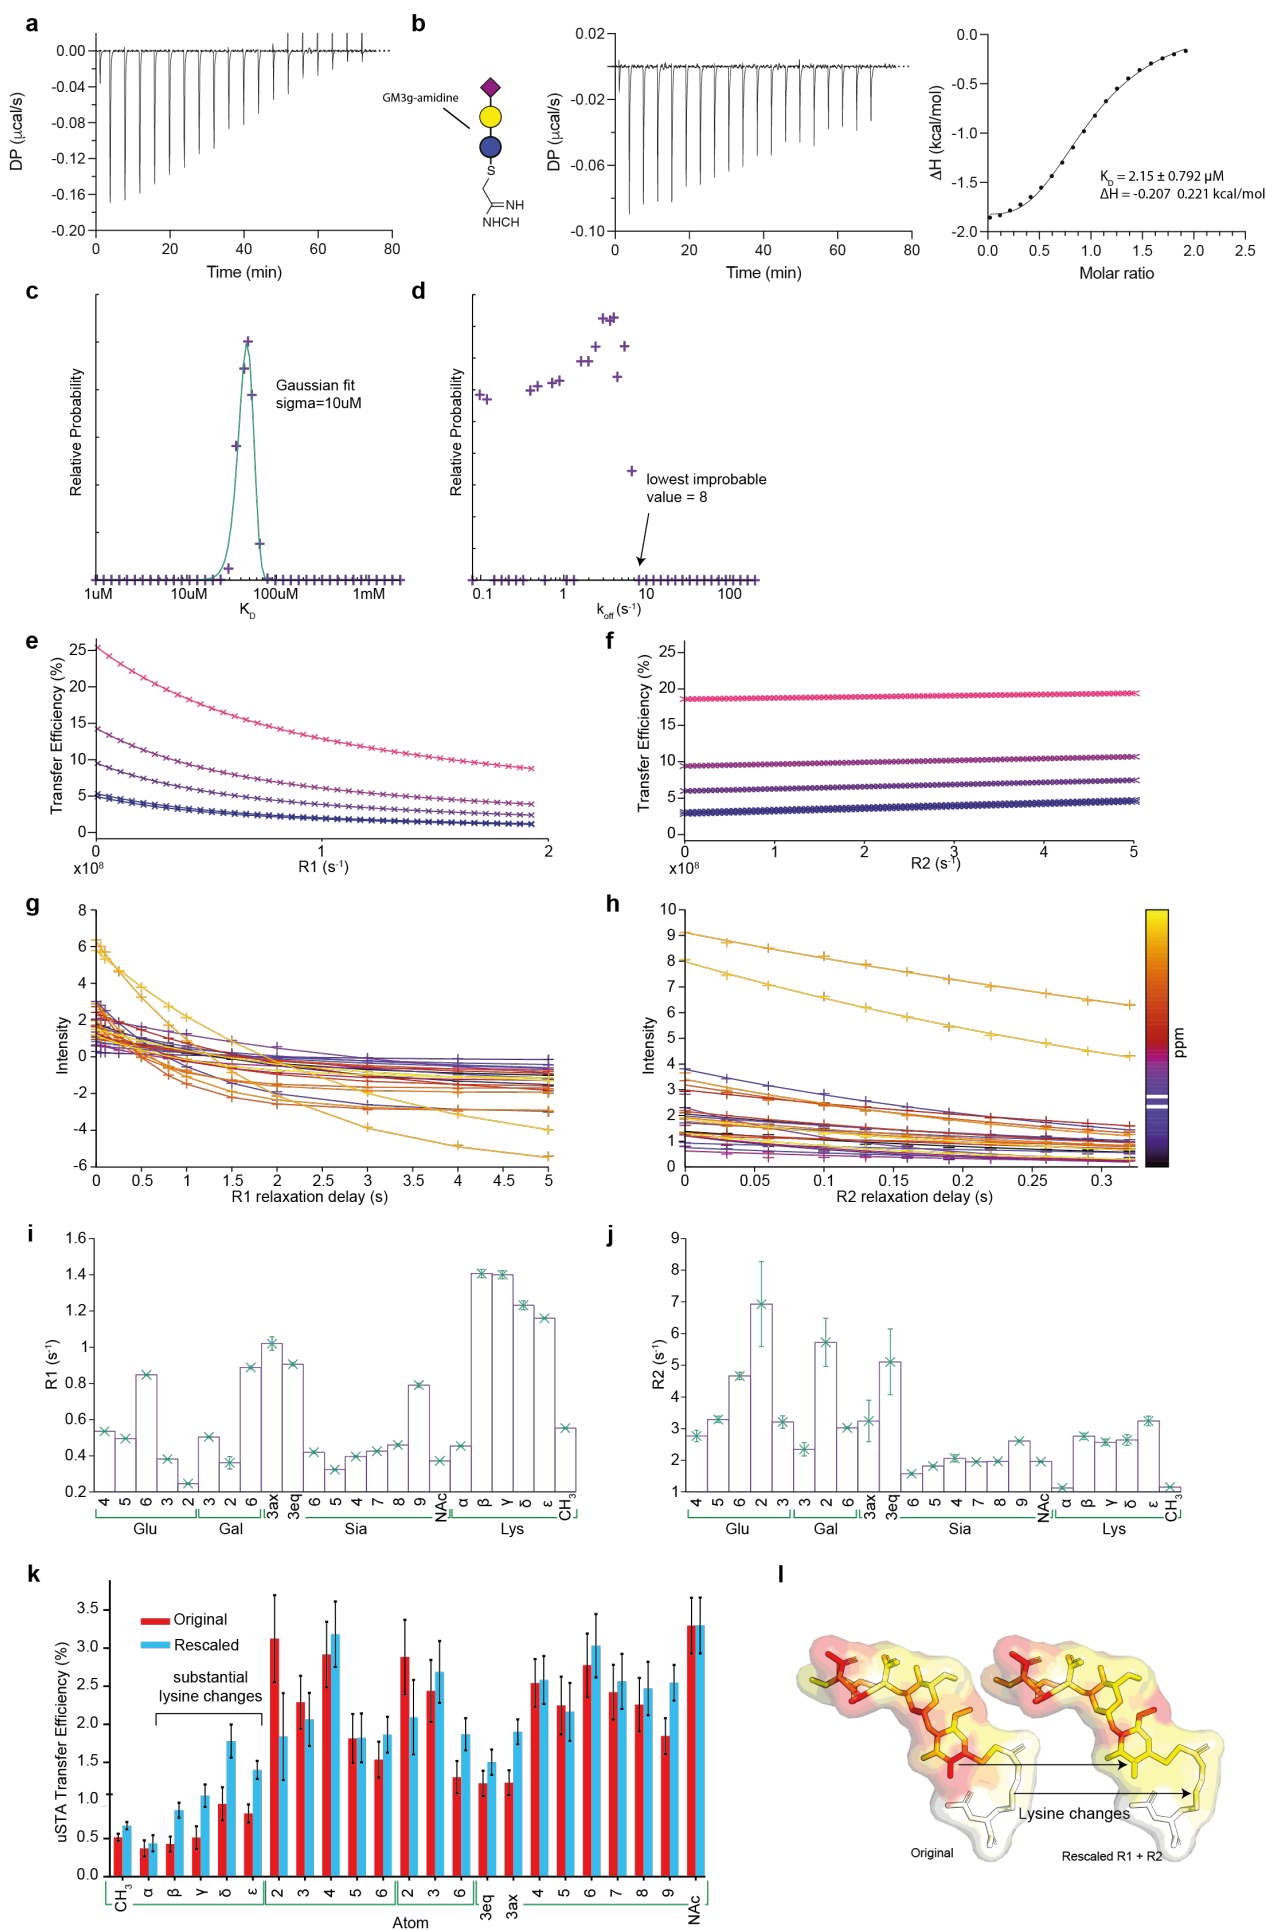 a
0.00
-0.04
-0.08
-0.12
-0.16
-0.20
DP (µcal/s)
0
20
40
60
80
Time (min)
GM3g-amidine
S
NH
NHCH
b
0.02
-0.02
-0.06
-0.10
DP (µcal/s)
0
20
40
60
80
Time (min)
0.0
-0.5
-1.0
-1.5
-2.0
ΔH (kcal/mol)
KD = 2.15 ± 0.792 µM
ΔH = -0.207 0.221 kcal/mol
0.0
0.5
1.0
1.5
2.0
2.5
Molar ratio
c
Relative Probability
Gaussian fit
sigma=10uM
1uM
10uM
100uM
1mM
KD
d
Relative Probability
lowest improbable
value = 8
0.1
1
10
100
koff (s-1)
e
25
20
15
10
5
0
Transfer Efficiency (%)
0
1
2
x10⁸
R1 (s-1)
f
25
20
15
10
5
0
Transfer Efficiency (%)
0
1
2
3
4
5
x10⁸
R2 (s-1)
g
8
6
4
2
0
-2
-4
-6
Intensity
0
0.5
1.0
1.5
2.0
2.5
3.0
3.5
4.0
4.5
5.0
R1 relaxation delay (s)
h
10
9
8
7
6
5
4
3
2
1
0
Intensity
0
0.05
0.1
0.15
0.2
0.25
0.3
R2 relaxation delay (s)
ppm
i
1.6
1.4
1.2
1
0.8
0.6
0.4
0.2
R1 (s-1)
4 5 6 3 2 3 2 6 3ax 3eq 6 5 4 7 8 9 NAc α β γ δ ε CH3
Glu Gal Sia Lys
j
9
8
7
6
5
4
3
2
1
R2 (s-1)
4 5 6 2 3 3 2 6 3ax 3eq 6 5 4 7 8 9 NAc α β γ δ ε CH3
Glu Gal Sia Lys
k
3.5
3.0
2.5
2.0
1.5
1.0
0.5
0.0
uSTA Transfer Efficiency (%)
Original
Rescaled
substantial
lysine changes
CH3 α β γ δ ε 2 3 4 5 6 2 3 6 3eq 3ax 4 5 6 7 8 9 NAc
Atom
l
Lysine changes
Original
Rescaled R1 + R2